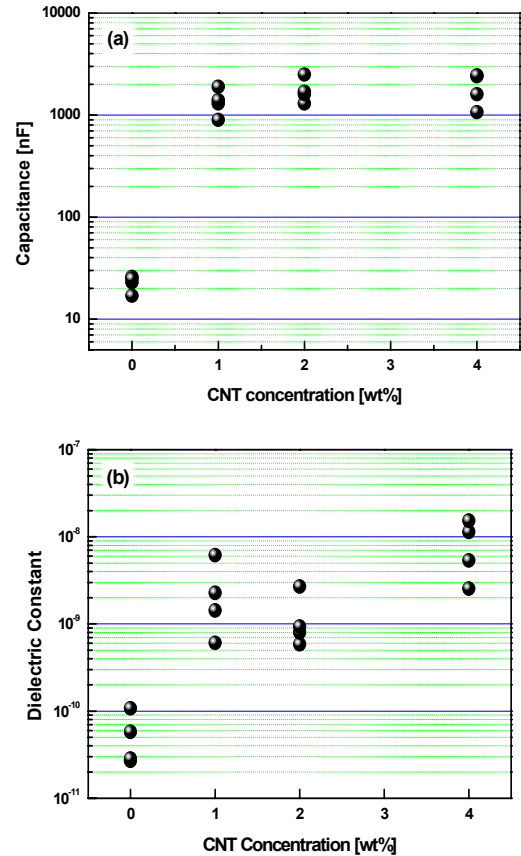 10000
(a)
1000
Capacitance [nF]
100
10
0 1 2 3 4
CNT concentration [wt%]
10-7
(b)
10-8
Dielectric Constant
10-9
10-10
10-11
0 1 2 3 4
CNT Concentration [wt%]